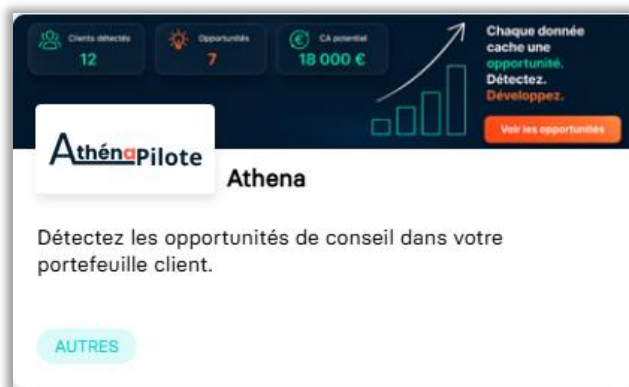 Clients détectés
12
Opportunités
7
CA potentiel
18 000 €
Chaque donnée
cache une
opportunité.
Détectez.
Développez.
Voir les opportunités
AthénaPilote
Athena
Détectez les opportunités de conseil dans votre
portefeuille client.
AUTRES